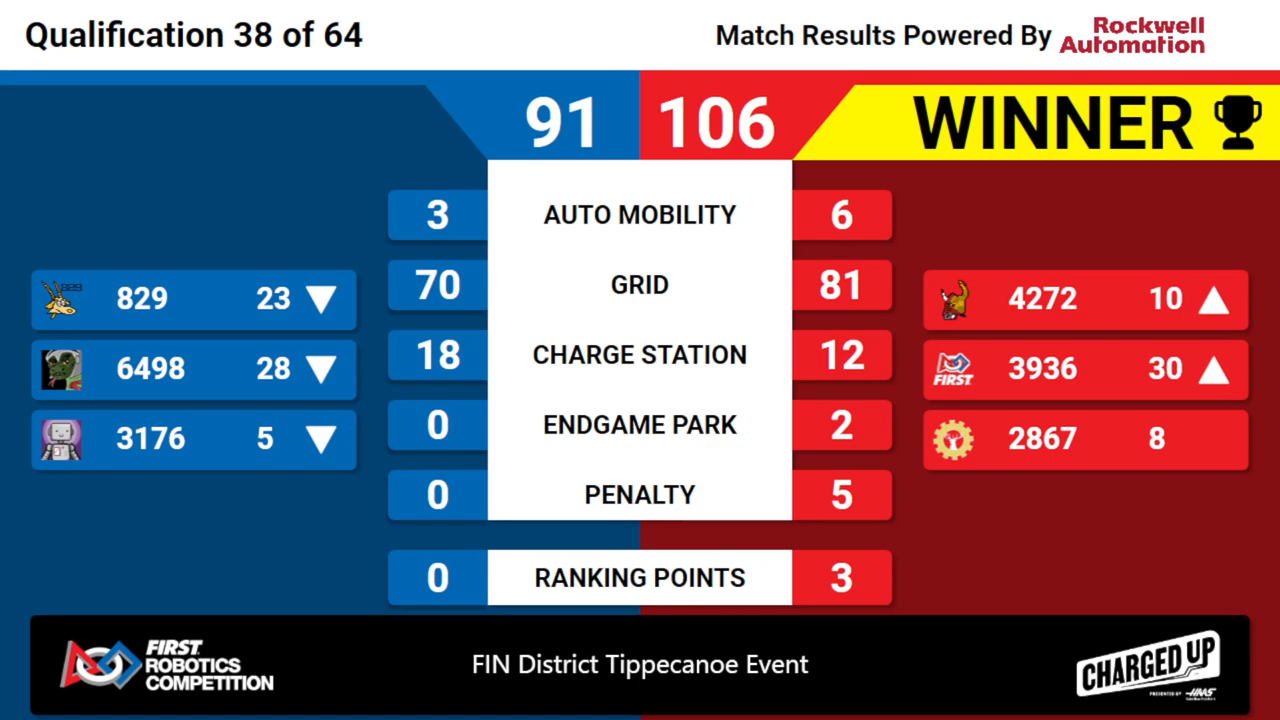 Qualification 38 of 64
Match Results Powered By Rockwell Automation
91 106 WINNER
3 AUTO MOBILITY 6
70 GRID 81
18 CHARGE STATION 12
0 ENDGAME PARK 2
0 PENALTY 5
0 RANKING POINTS 3
829 23
6498 28
3176 5
4272 10
3936 30
FIRST
2867 8
FIRST
ROBOTICS
COMPETITION
FIN District Tippecanoe Event
CHARGED UP
PRESENTED BY HAAS